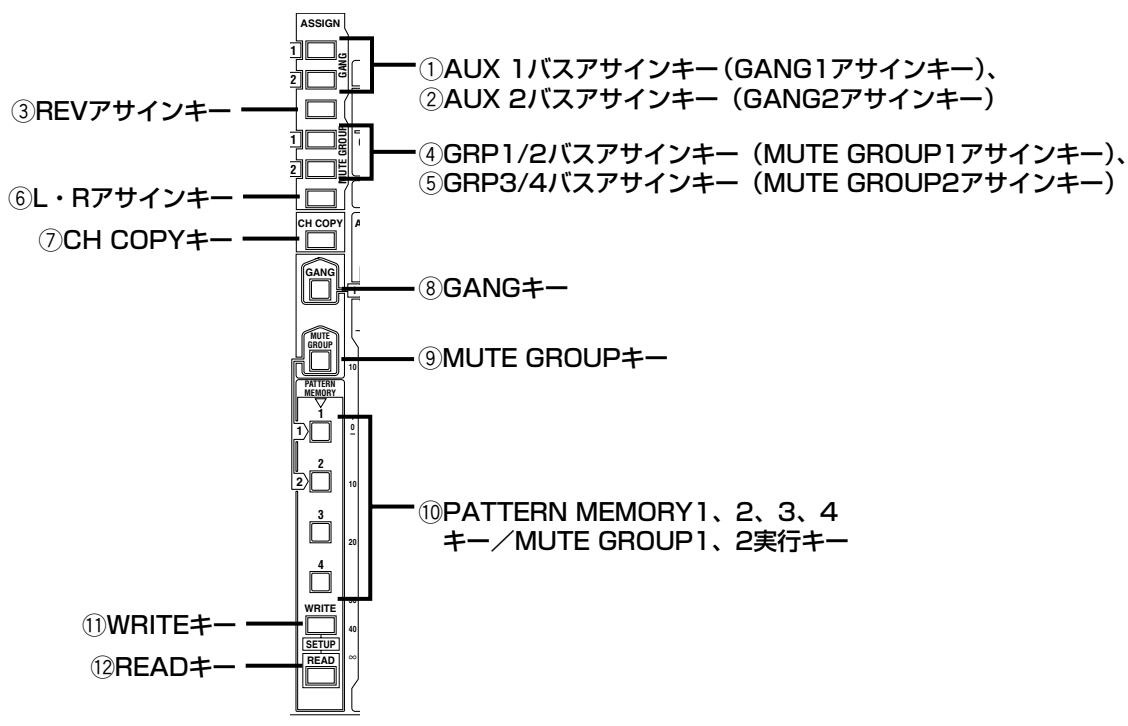 ASSIGN
1
GANG
2
①AUX 1バスアサインキー(GANG1アサインキー)、
②AUX 2バスアサインキー（GANG2アサインキー）
③REVアサインキー
1
MUTE GROUP
2
④GRP1/2バスアサインキー（MUTE GROUP1アサインキー）、
⑤GRP3/4バスアサインキー（MUTE GROUP2アサインキー）
⑥L・Rアサインキー
CH COPY
A
⑦CH COPYキー
GANG
⑧GANGキー
MUTE
GROUP
⑨MUTE GROUPキー
10
PATTERN
MEMORY
1
1
0
2
2
10
⑩PATTERN MEMORY1、2、3、4
キー／MUTE GROUP1、2実行キー
3
20
4
WRITE
⑪WRITEキー
40
SETUP
READ
∞
⑫READキー